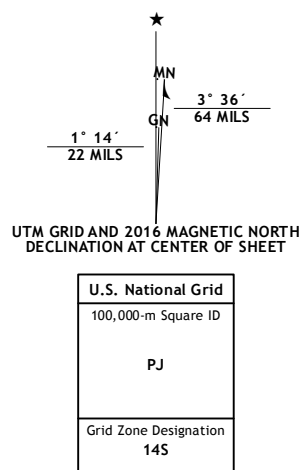 ★
MN
3° 36´
64 MILS
GN
1° 14´
22 MILS
UTM GRID AND 2016 MAGNETIC NORTH
DECLINATION AT CENTER OF SHEET
U.S. National Grid
100,000-m Square ID
PJ
Grid Zone Designation
14S